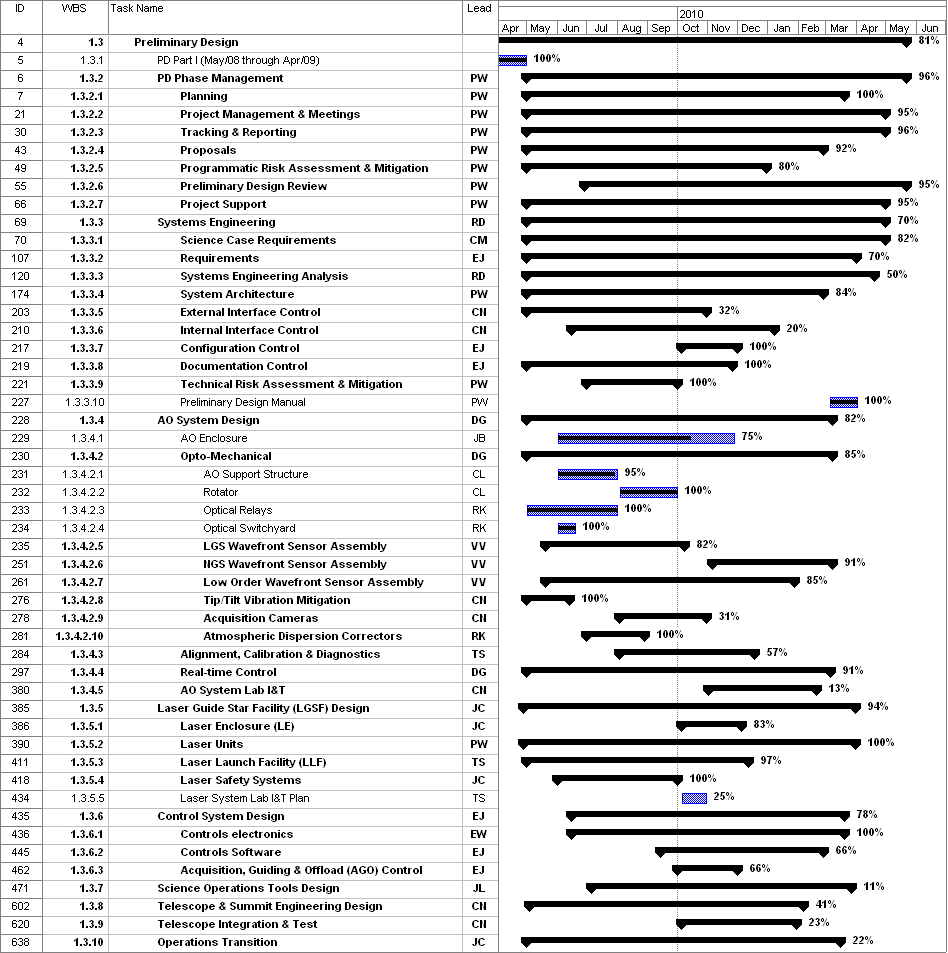 2010
ID WBS Task Name Lead Apr May Jun Jul Aug Sep Oct Nov Dec Jan Feb Mar Apr May Jun
4 1.3 Preliminary Design 81%
5 1.3.1 PD Part I (May/08 through Apr/09) 100%
6 1.3.2 PD Phase Management PW 96%
7 1.3.2.1 Planning PW 100%
21 1.3.2.2 Project Management & Meetings PW 95%
30 1.3.2.3 Tracking & Reporting PW 96%
43 1.3.2.4 Proposals PW 92%
49 1.3.2.5 Programmatic Risk Assessment & Mitigation PW 80%
55 1.3.2.6 Preliminary Design Review PW 95%
66 1.3.2.7 Project Support PW 95%
69 1.3.3 Systems Engineering RD 70%
70 1.3.3.1 Science Case Requirements CM 82%
107 1.3.3.2 Requirements EJ 70%
120 1.3.3.3 Systems Engineering Analysis RD 50%
174 1.3.3.4 System Architecture PW 84%
203 1.3.3.5 External Interface Control CN 32%
210 1.3.3.6 Internal Interface Control CN 20%
217 1.3.3.7 Configuration Control EJ 100%
219 1.3.3.8 Documentation Control EJ 100%
221 1.3.3.9 Technical Risk Assessment & Mitigation PW 100%
227 1.3.3.10 Preliminary Design Manual PW 100%
228 1.3.4 AO System Design DG 82%
229 1.3.4.1 AO Enclosure JB 75%
230 1.3.4.2 Opto-Mechanical DG 85%
231 1.3.4.2.1 AO Support Structure CL 95%
232 1.3.4.2.2 Rotator CL 100%
233 1.3.4.2.3 Optical Relays RK 100%
234 1.3.4.2.4 Optical Switchyard RK 100%
235 1.3.4.2.5 LGS Wavefront Sensor Assembly VV 82%
251 1.3.4.2.6 NGS Wavefront Sensor Assembly VV 91%
261 1.3.4.2.7 Low Order Wavefront Sensor Assembly VV 85%
276 1.3.4.2.8 Tip/Tilt Vibration Mitigation CN 100%
278 1.3.4.2.9 Acquisition Cameras CN 31%
281 1.3.4.2.10 Atmospheric Dispersion Correctors RK 100%
284 1.3.4.3 Alignment, Calibration & Diagnostics TS 57%
297 1.3.4.4 Real-time Control DG 91%
380 1.3.4.5 AO System Lab I&T CN 13%
385 1.3.5 Laser Guide Star Facility (LGSF) Design JC 94%
386 1.3.5.1 Laser Enclosure (LE) JC 83%
390 1.3.5.2 Laser Units PW 100%
411 1.3.5.3 Laser Launch Facility (LLF) TS 97%
418 1.3.5.4 Laser Safety Systems JC 100%
434 1.3.5.5 Laser System Lab I&T Plan TS 25%
435 1.3.6 Control System Design EJ 78%
436 1.3.6.1 Controls electronics EW 100%
445 1.3.6.2 Controls Software EJ 66%
462 1.3.6.3 Acquisition, Guiding & Offload (AGO) Control EJ 66%
471 1.3.7 Science Operations Tools Design JL 11%
602 1.3.8 Telescope & Summit Engineering Design CN 41%
620 1.3.9 Telescope Integration & Test CN 23%
638 1.3.10 Operations Transition JC 22%